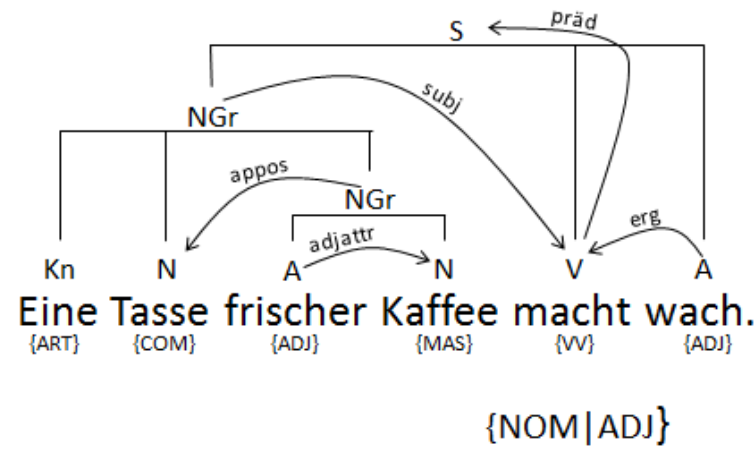 S präd
subj
NGr
appos
NGr
erg
adjattr
Kn N A N V A
Eine Tasse frischer Kaffee macht wach.
{ART} {COM} {ADJ} {MAS} {VV} {ADJ}
{NOM|ADJ}